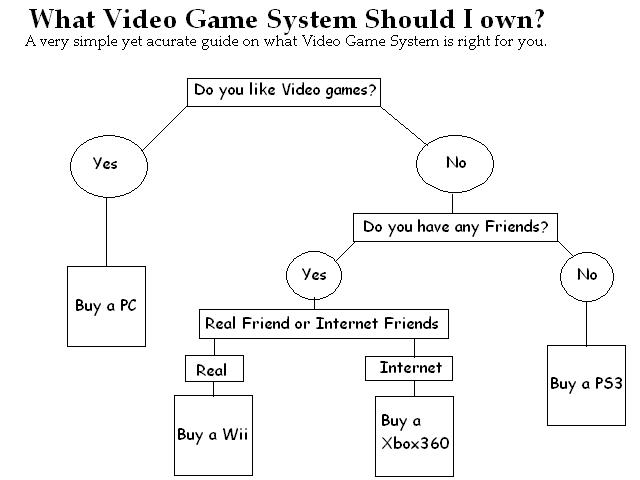 What Video Game System Should I own?
A very simple yet acurate guide on what Video Game System is right for you.
Do you like Video games?
Yes
No
Do you have any Friends?
Yes
No
Buy a PC
Real Friend or Internet Friends
Real
Internet
Buy a PS3
Buy a Wii
Buy a
Xbox360